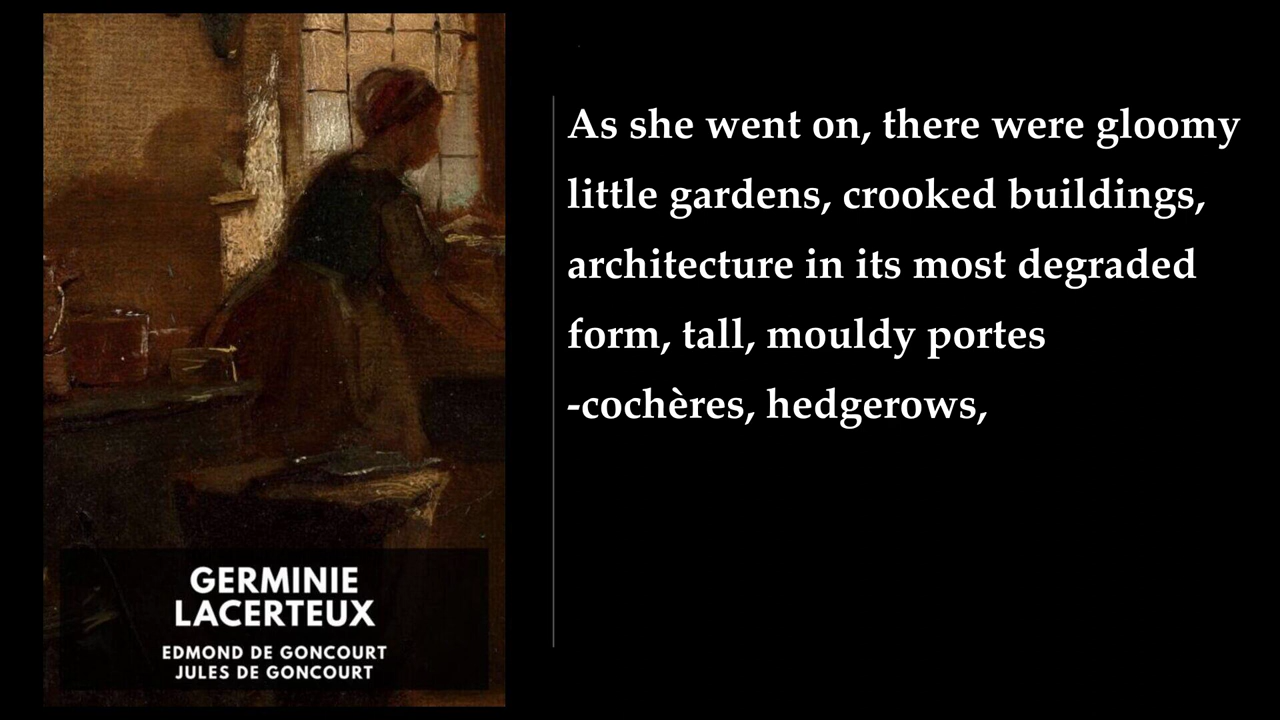 As she went on, there were gloomy
little gardens, crooked buildings,
architecture in its most degraded
form, tall, mouldy portes
-cochères, hedgerows,
GERMINIE
LACERTEUX
EDMOND DE GONCOURT
JULES DE GONCOURT